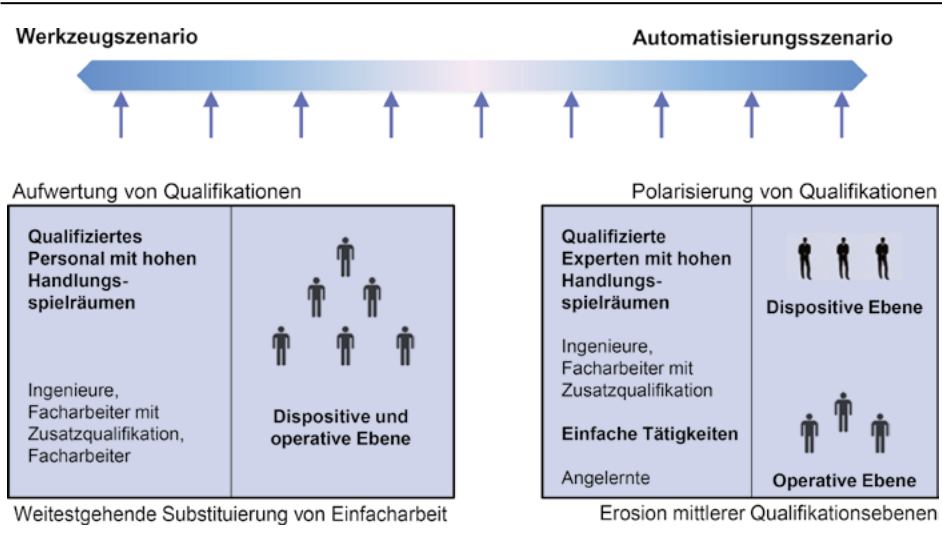 Werkzeugszenario
Automatisierungsszenario
Aufwertung von Qualifikationen
Qualifiziertes
Personal mit hohen
Handlungs-
spielräumen
Ingenieure,
Facharbeiter mit
Zusatzqualifikation,
Facharbeiter
Dispositive und
operative Ebene
Weitestgehende Substituierung von Einfacharbeit
Polarisierung von Qualifikationen
Qualifizierte
Experten mit hohen
Handlungs-
spielräumen
Ingenieure,
Facharbeiter mit
Zusatzqualifikation
Einfache Tätigkeiten
Angelernte
Dispositive Ebene
Operative Ebene
Erosion mittlerer Qualifikationsebenen